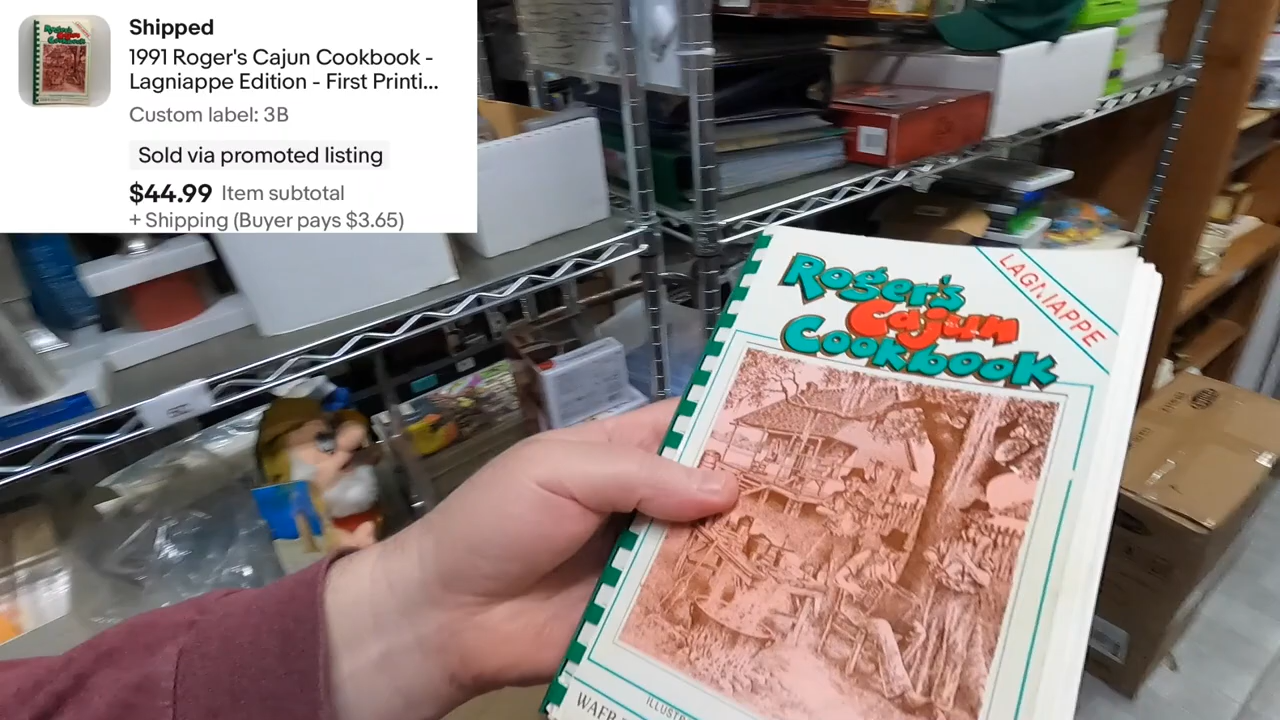 Shipped
1991 Roger's Cajun Cookbook -
Lagniappe Edition - First Printi...
Custom label: 3B
Sold via promoted listing
$44.99 Item subtotal
+ Shipping (Buyer pays $3.65)
LAGNIAPPE
Roger's
Cajun
Cookbook